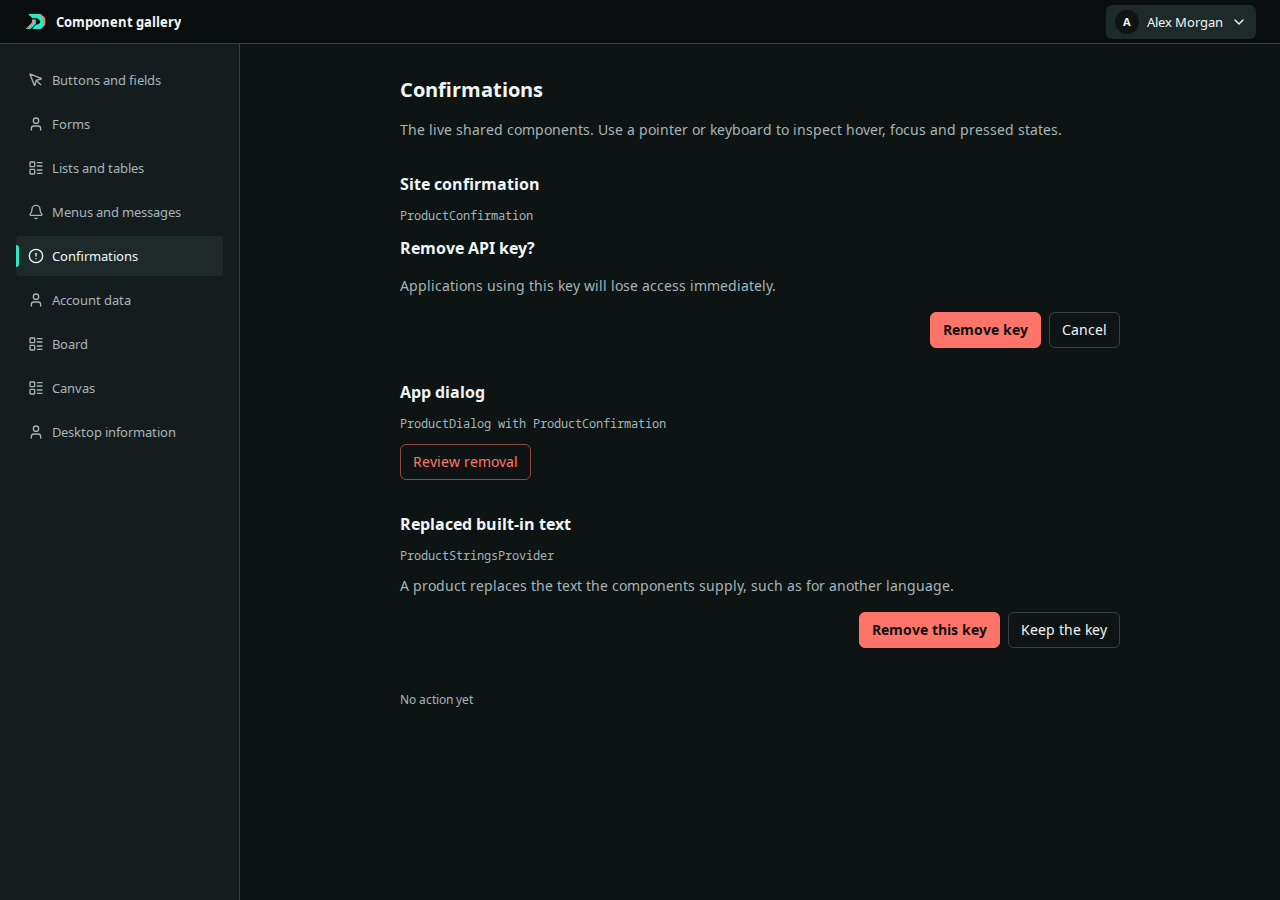 Component gallery
A
Alex Morgan
Buttons and fields
Forms
Lists and tables
Menus and messages
Confirmations
Account data
Board
Canvas
Desktop information
Confirmations
The live shared components. Use a pointer or keyboard to inspect hover, focus and pressed states.
Site confirmation
ProductConfirmation
Remove API key?
Applications using this key will lose access immediately.
Remove key
Cancel
App dialog
ProductDialog with ProductConfirmation
Review removal
Replaced built-in text
ProductStringsProvider
A product replaces the text the components supply, such as for another language.
Remove this key
Keep the key
No action yet